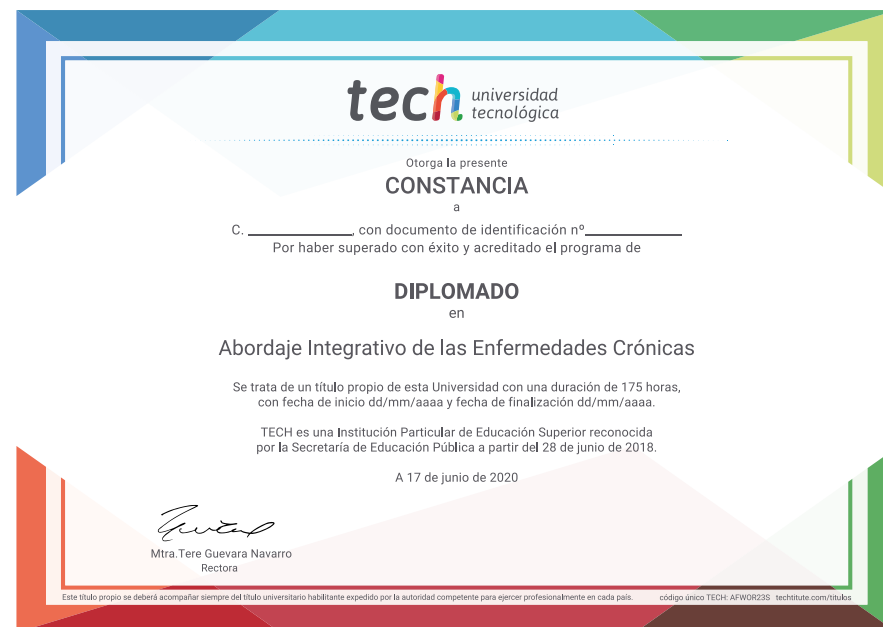 tech universidad
tecnológica
Otorga la presente
CONSTANCIA
a
C. ____________, con documento de identificación nº____________
Por haber superado con éxito y acreditado el programa de
DIPLOMADO
en
Abordaje Integrativo de las Enfermedades Crónicas
Se trata de un título propio de esta Universidad con una duración de 175 horas,
con fecha de inicio dd/mm/aaaa y fecha de finalización dd/mm/aaaa.
TECH es una Institución Particular de Educación Superior reconocida
por la Secretaría de Educación Pública a partir del 28 de junio de 2018.
A 17 de junio de 2020
Mtra.Tere Guevara Navarro
Rectora
Este título propio se deberá acompañar siempre del título universitario habilitante expedido por la autoridad competente para ejercer profesionalmente en cada país. código único TECH: AFWOR23S techtitute.com/titulos